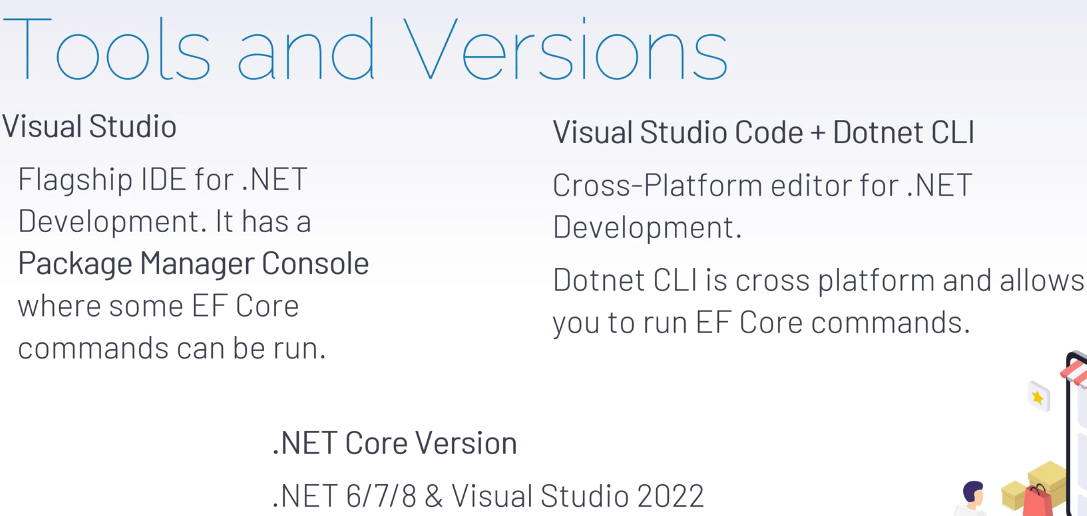 Tools and Versions
Visual Studio
Flagship IDE for .NET
Development. It has a
Package Manager Console
where some EF Core
commands can be run.
Visual Studio Code + Dotnet CLI
Cross-Platform editor for .NET
Development.
Dotnet CLI is cross platform and allows
you to run EF Core commands.
.NET Core Version
.NET 6/7/8 & Visual Studio 2022